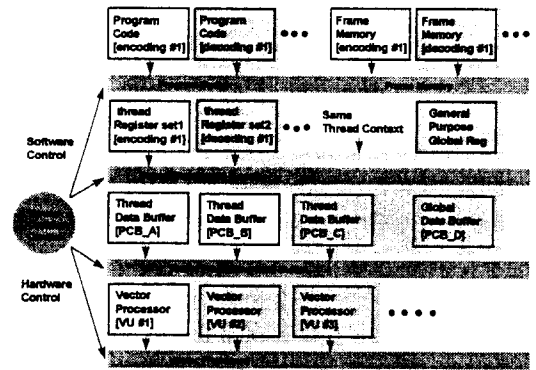 Program
Code
[encoding #1]
Program
Code
[decoding #1]
Frame
Memory
[encoding #1]
Frame
Memory
[decoding #1]
Frame Memory
thread
Register set1
[encoding #1]
thread
Register set2
[decoding #1]
Same
Thread Context
General
Purpose
Global Reg
Software
Control
Thread
Data Buffer
[PCB_A]
Thread
Data Buffer
[PCB_B]
Thread
Data Buffer
[PCB_C]
Global
Data Buffer
[PCB_D]
Hardware
Control
Vector
Processor
[VU #1]
Vector
Processor
[VU #2]
Vector
Processor
[VU #3]